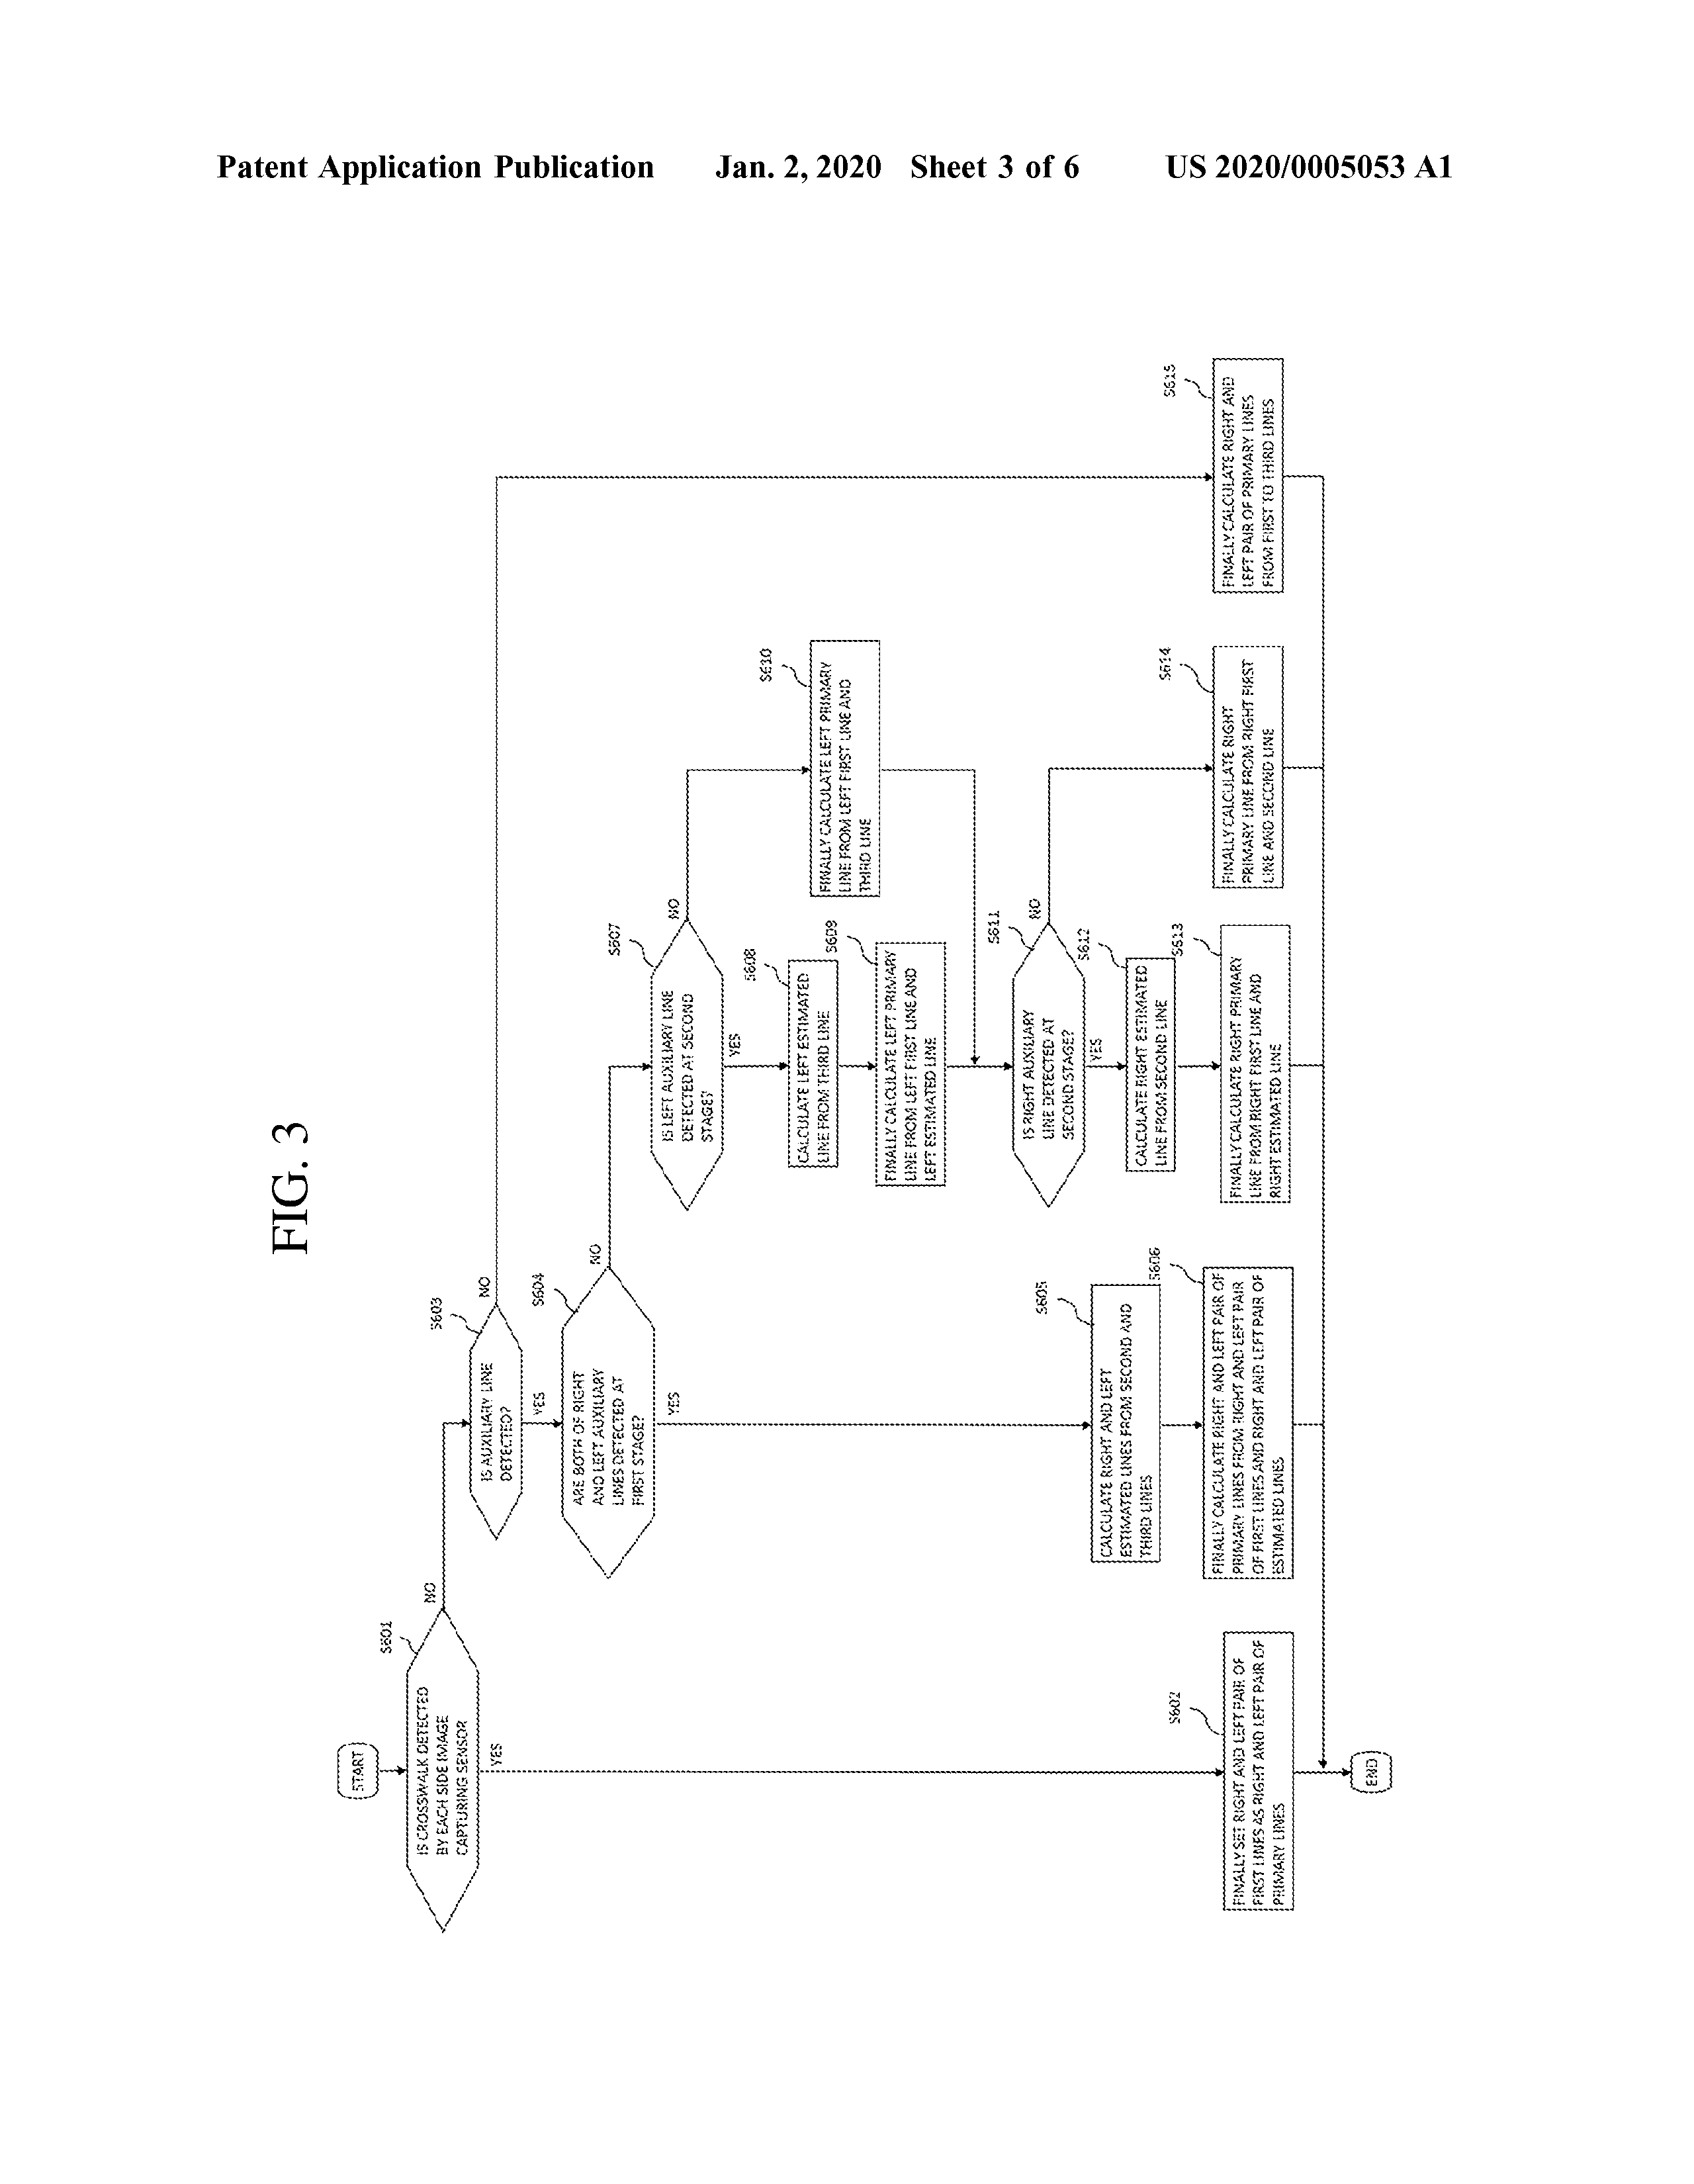 Patent Application Publication Jan. 2, 2020 Sheet 3 of 6 US 2020/0005053 A1
FIG. 3
START
S601
IS CROSSWALK DETECTED
BY EACH SIDE IMAGE
CAPTURING SENSOR
NO
YES
S602
FINALLY SET RIGHT AND LEFT PAIR OF
FIRST LINES AS RIGHT AND LEFT PAIR OF
PRIMARY LINES
S603
IS AUXILIARY LINE
DETECTED?
NO
YES
S604
ARE BOTH OF RIGHT
AND LEFT AUXILIARY
LINES DETECTED AT
FIRST STAGE?
NO
YES
S605
CALCULATE RIGHT AND LEFT
ESTIMATED LINES FROM SECOND AND
THIRD LINES
S606
FINALLY CALCULATE RIGHT AND LEFT PAIR OF
PRIMARY LINES FROM RIGHT AND LEFT PAIR
OF FIRST LINES AND RIGHT AND LEFT PAIR OF
ESTIMATED LINES
S607
IS LEFT AUXILIARY LINE
DETECTED AT SECOND
STAGE?
NO
YES
S608
CALCULATE LEFT ESTIMATED
LINE FROM THIRD LINE
S609
FINALLY CALCULATE LEFT PRIMARY
LINE FROM LEFT FIRST LINE AND
LEFT ESTIMATED LINE
S610
FINALLY CALCULATE LEFT PRIMARY
LINE FROM LEFT FIRST LINE AND
THIRD LINE
S611
IS RIGHT AUXILIARY
LINE DETECTED AT
SECOND STAGE?
NO
YES
S612
CALCULATE RIGHT ESTIMATED
LINE FROM SECOND LINE
S613
FINALLY CALCULATE RIGHT PRIMARY
LINE FROM RIGHT FIRST LINE AND
RIGHT ESTIMATED LINE
S614
FINALLY CALCULATE RIGHT
PRIMARY LINE FROM RIGHT FIRST
LINE AND SECOND LINE
S615
FINALLY CALCULATE RIGHT AND
LEFT PAIR OF PRIMARY LINES
FROM FIRST TO THIRD LINES
END